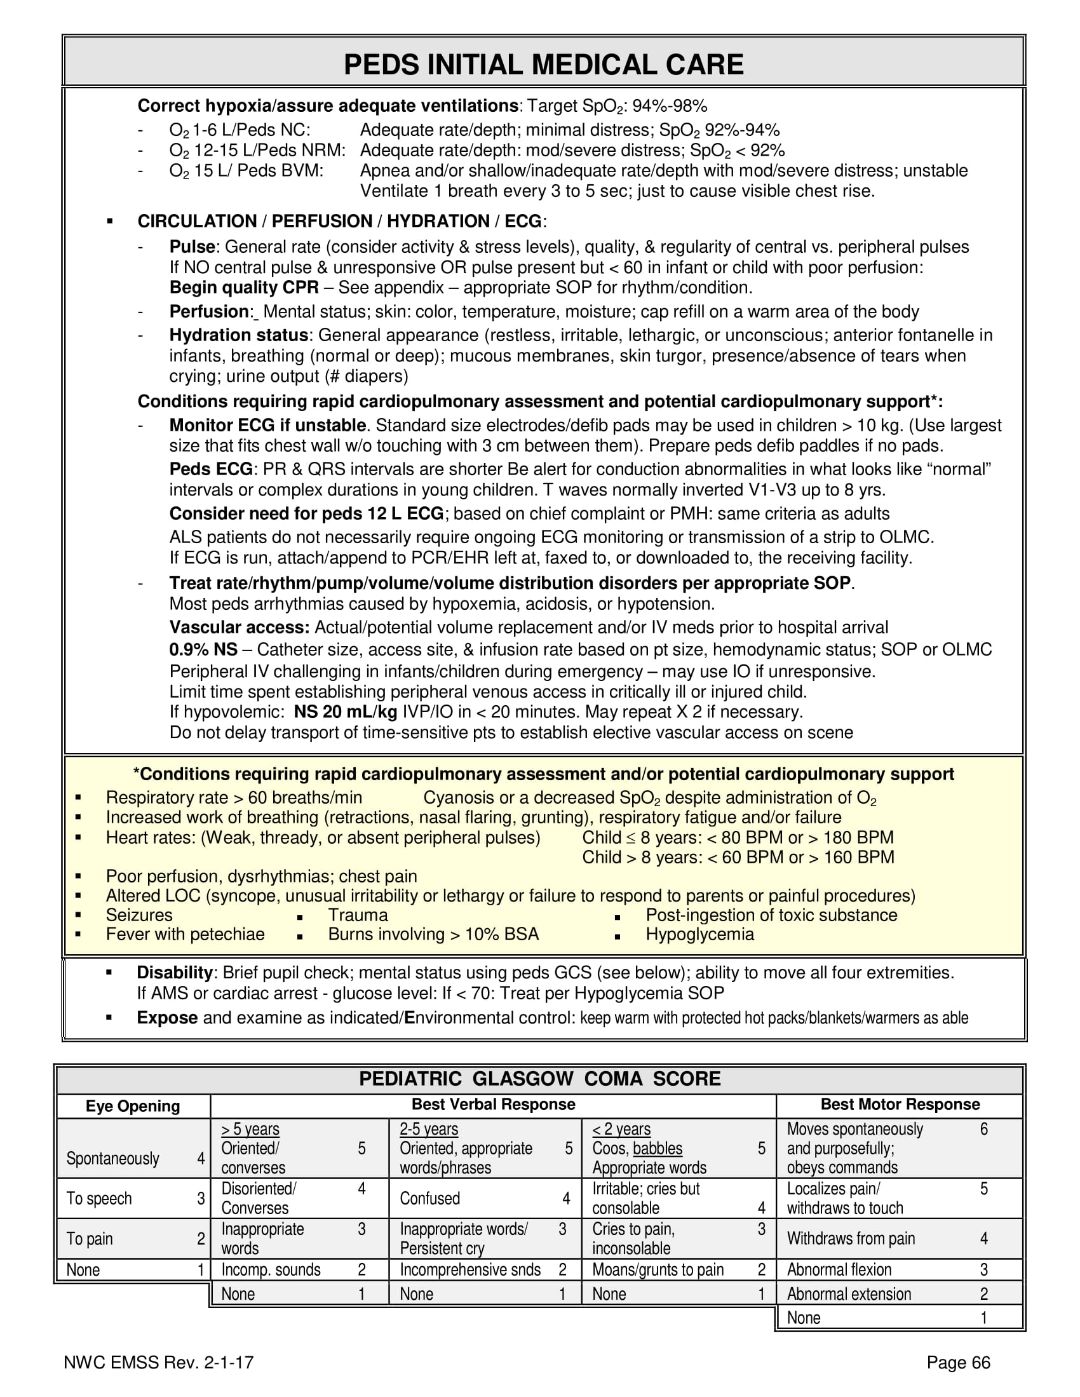 PEDS INITIAL MEDICAL CARE
Correct hypoxia/assure adequate ventilations: Target SpO2: 94%-98%
- O2 1-6 L/Peds NC: Adequate rate/depth; minimal distress; SpO2 92%-94%
- O2 12-15 L/Peds NRM: Adequate rate/depth: mod/severe distress; SpO2 < 92%
- O2 15 L/ Peds BVM: Apnea and/or shallow/inadequate rate/depth with mod/severe distress; unstable
Ventilate 1 breath every 3 to 5 sec; just to cause visible chest rise.
▪ CIRCULATION / PERFUSION / HYDRATION / ECG:
- Pulse: General rate (consider activity & stress levels), quality, & regularity of central vs. peripheral pulses
If NO central pulse & unresponsive OR pulse present but < 60 in infant or child with poor perfusion:
Begin quality CPR – See appendix – appropriate SOP for rhythm/condition.
- Perfusion: Mental status; skin: color, temperature, moisture; cap refill on a warm area of the body
- Hydration status: General appearance (restless, irritable, lethargic, or unconscious; anterior fontanelle in
infants, breathing (normal or deep); mucous membranes, skin turgor, presence/absence of tears when
crying; urine output (# diapers)
Conditions requiring rapid cardiopulmonary assessment and potential cardiopulmonary support*:
- Monitor ECG if unstable. Standard size electrodes/defib pads may be used in children > 10 kg. (Use largest
size that fits chest wall w/o touching with 3 cm between them). Prepare peds defib paddles if no pads.
Peds ECG: PR & QRS intervals are shorter Be alert for conduction abnormalities in what looks like “normal”
intervals or complex durations in young children. T waves normally inverted V1-V3 up to 8 yrs.
Consider need for peds 12 L ECG; based on chief complaint or PMH: same criteria as adults
ALS patients do not necessarily require ongoing ECG monitoring or transmission of a strip to OLMC.
If ECG is run, attach/append to PCR/EHR left at, faxed to, or downloaded to, the receiving facility.
- Treat rate/rhythm/pump/volume/volume distribution disorders per appropriate SOP.
Most peds arrhythmias caused by hypoxemia, acidosis, or hypotension.
Vascular access: Actual/potential volume replacement and/or IV meds prior to hospital arrival
0.9% NS – Catheter size, access site, & infusion rate based on pt size, hemodynamic status; SOP or OLMC
Peripheral IV challenging in infants/children during emergency – may use IO if unresponsive.
Limit time spent establishing peripheral venous access in critically ill or injured child.
If hypovolemic: NS 20 mL/kg IVP/IO in < 20 minutes. May repeat X 2 if necessary.
Do not delay transport of time-sensitive pts to establish elective vascular access on scene
*Conditions requiring rapid cardiopulmonary assessment and/or potential cardiopulmonary support
▪ Respiratory rate > 60 breaths/min Cyanosis or a decreased SpO2 despite administration of O2
▪ Increased work of breathing (retractions, nasal flaring, grunting), respiratory fatigue and/or failure
▪ Heart rates: (Weak, thready, or absent peripheral pulses) Child ≤ 8 years: < 80 BPM or > 180 BPM
Child > 8 years: < 60 BPM or > 160 BPM
▪ Poor perfusion, dysrhythmias; chest pain
▪ Altered LOC (syncope, unusual irritability or lethargy or failure to respond to parents or painful procedures)
▪ Seizures ▪ Trauma ▪ Post-ingestion of toxic substance
▪ Fever with petechiae ▪ Burns involving > 10% BSA ▪ Hypoglycemia
▪ Disability: Brief pupil check; mental status using peds GCS (see below); ability to move all four extremities.
If AMS or cardiac arrest - glucose level: If < 70: Treat per Hypoglycemia SOP
▪ Expose and examine as indicated/Environmental control: keep warm with protected hot packs/blankets/warmers as able
PEDIATRIC GLASGOW COMA SCORE
Eye Opening Best Verbal Response Best Motor Response
> 5 years 2-5 years < 2 years Moves spontaneously 6
Spontaneously 4 Oriented/ 5 Oriented, appropriate 5 Coos, babbles 5 and purposefully;
converses words/phrases Appropriate words obeys commands
To speech 3 Disoriented/ 4 Confused 4 Irritable; cries but Localizes pain/ 5
Converses consolable 4 withdraws to touch
To pain 2 Inappropriate 3 Inappropriate words/ 3 Cries to pain, 3 Withdraws from pain 4
words Persistent cry inconsolable
None 1 Incomp. sounds 2 Incomprehensive snds 2 Moans/grunts to pain 2 Abnormal flexion 3
None 1 None 1 None 1 Abnormal extension 2
None 1
NWC EMSS Rev. 2-1-17 Page 66